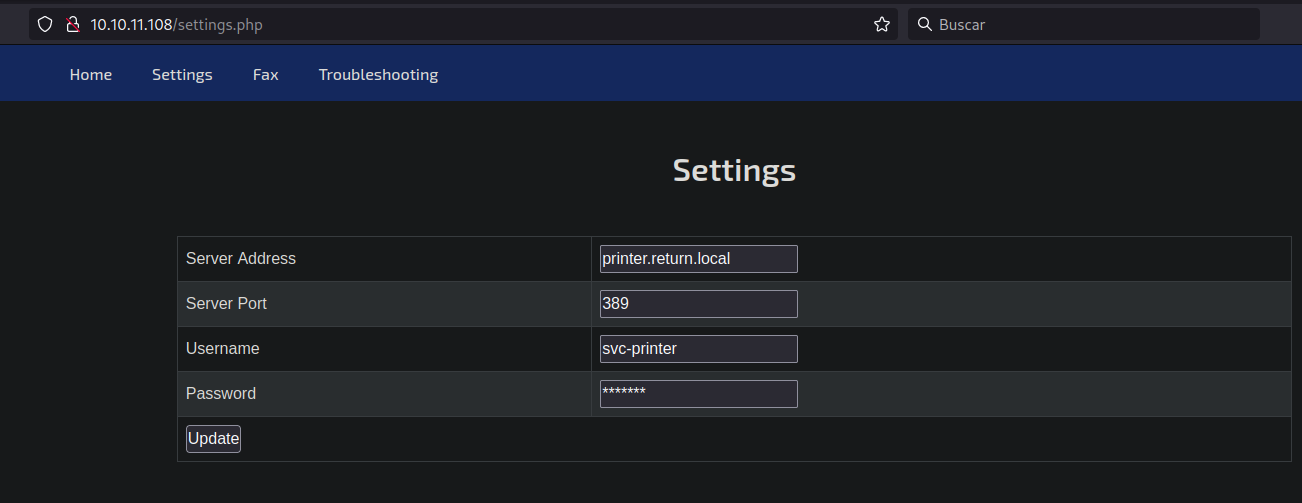 10.10.11.108/settings.php Buscar
Home Settings Fax Troubleshooting
Settings
Server Address printer.return.local
Server Port 389
Username svc-printer
Password *******
Update